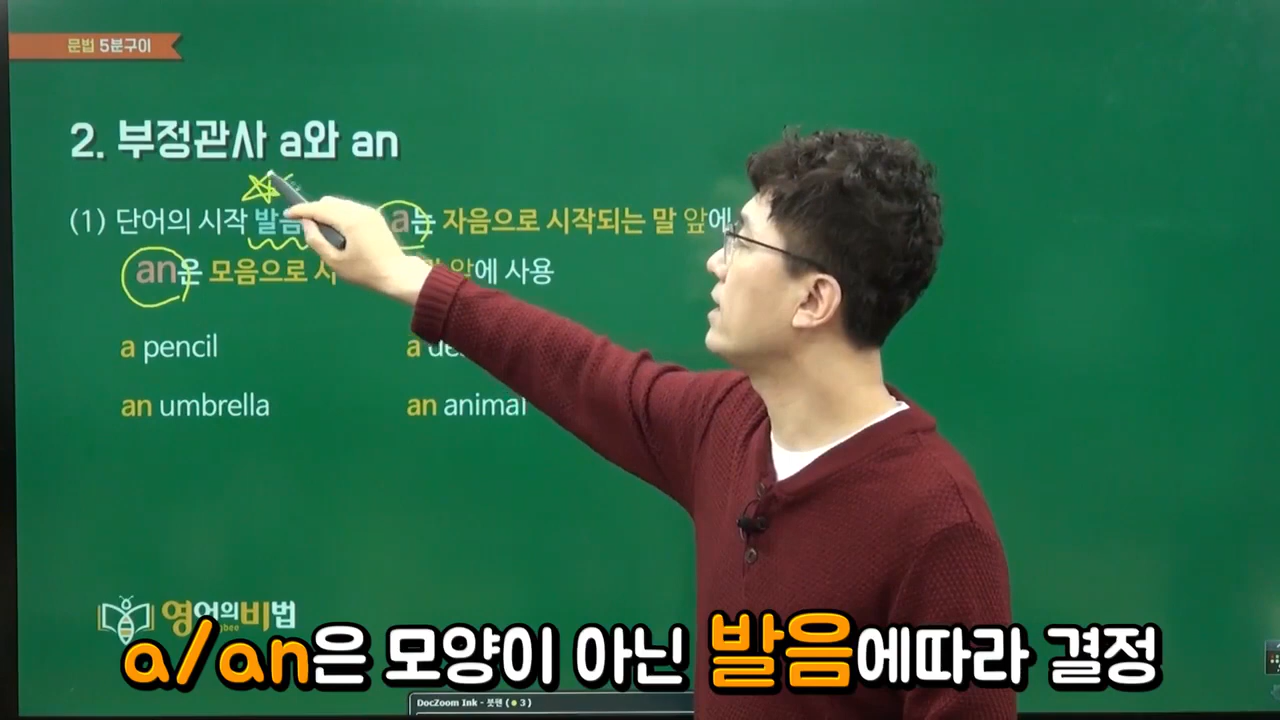 문법 5분구이
2. 부정관사 a와 an
(1) 단어의 시작 발음 a는 자음으로 시작되는 말 앞에
an은 모음으로 앞에 사용
a pencil
a
an umbrella
an animal
영어의비법
a/an은 모양이 아닌 발음에따라 결정
DocZoom Ink - 붓펜 ( 3 )